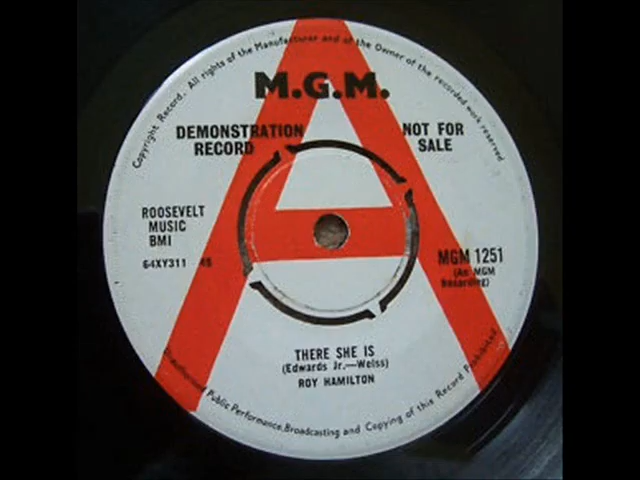 Copyright Record. All rights of the Manufacturer and of the Owner of the recorded work reserved
M.G.M.
DEMONSTRATION RECORD
NOT FOR SALE
ROOSEVELT
MUSIC
BMI
64XY311 45
MGM 1251
(An MGM
Recording)
THERE SHE IS
(Edwards Jr.—Weiss)
ROY HAMILTON
Unauthorised Public Performance, Broadcasting and Copying of this Record Prohibited
A